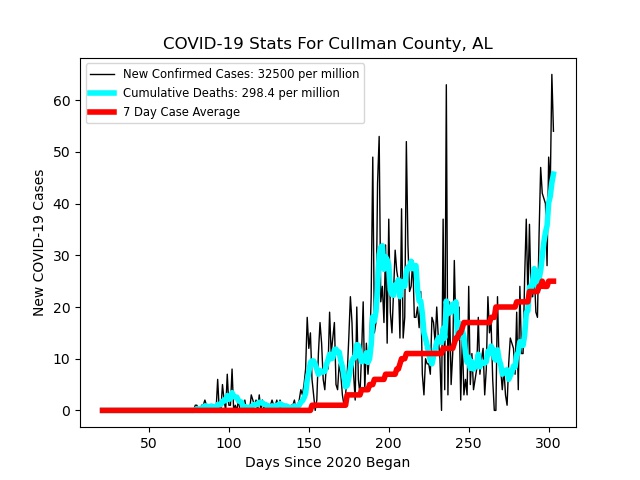 COVID-19 Stats For Cullman County, AL
New Confirmed Cases: 32500 per million
Cumulative Deaths: 298.4 per million
7 Day Case Average
New COVID-19 Cases
60
50
40
30
20
10
0
50 100 150 200 250 300
Days Since 2020 Began